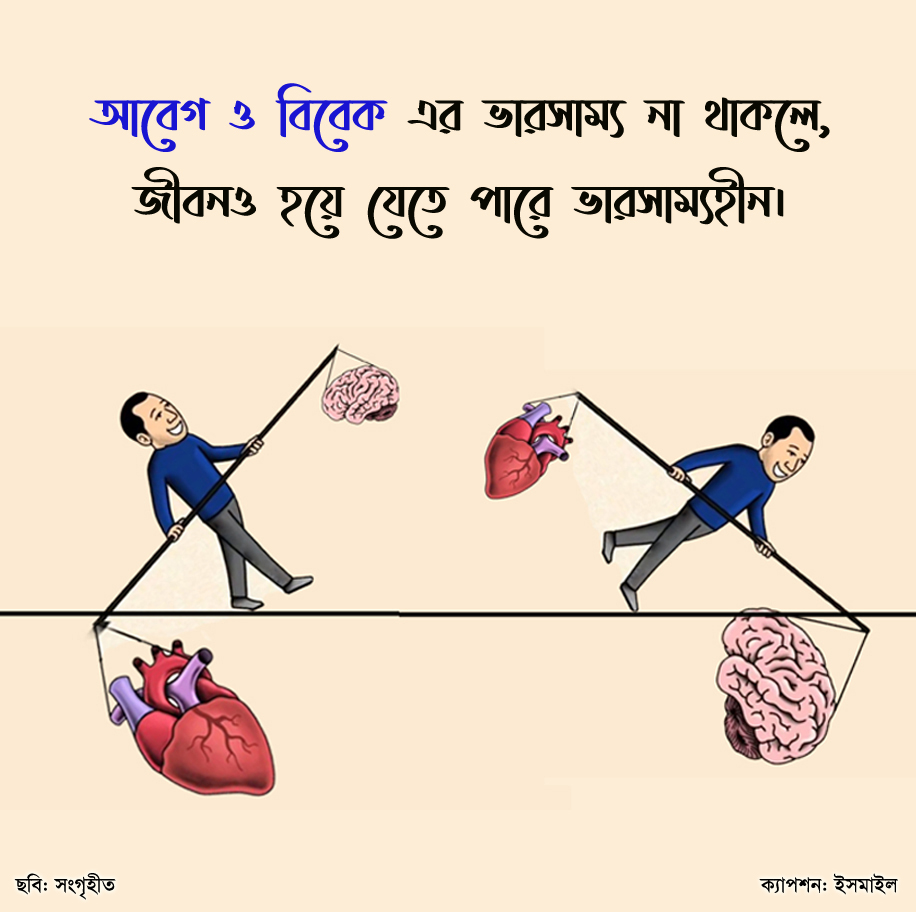 আবেগ ও বিবেক এর ভারসাম্য না থাকলে,
জীবনও হয়ে যেতে পারে ভারসাম্যহীন।
ছবি: সংগৃহীত
ক্যাপশন: ইসমাইল